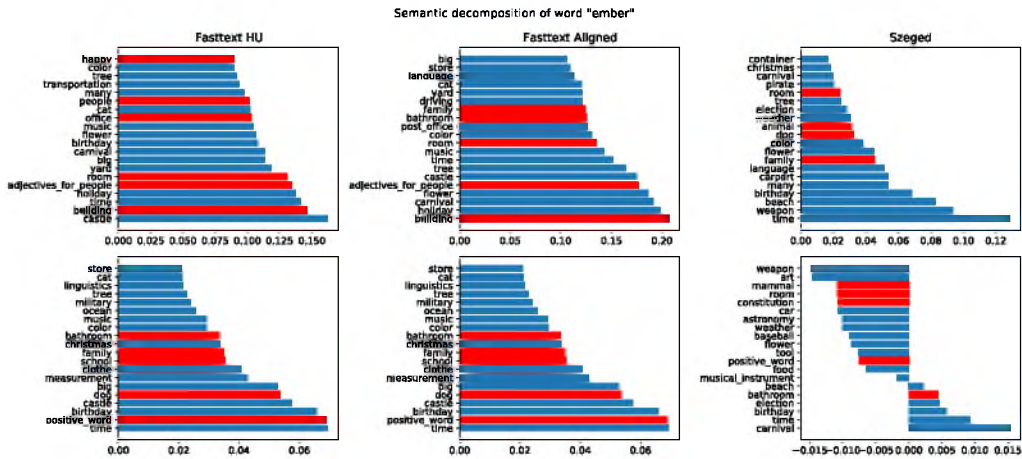 Semantic decomposition of word "ember"
Fasttext HU
happy
color
tree
transportation
many
people
cat
office
music
flower
birthday
carnival
big
yard
room
adjectives_for_people
holiday
time
building
castle
0.000 0.025 0.050 0.075 0.100 0.125 0.150
Fasttext Aligned
big
store
language
cat
yard
driving
family
bathroom
post_office
color
room
music
time
tree
castle
adjectives_for_people
flower
carnival
holiday
building
0.00 0.05 0.10 0.15 0.20
Szeged
container
christmas
carnival
pirate
room
tree
election
weather
animal
dog
color
flower
family
language
carpart
many
birthday
beach
weapon
time
0.00 0.02 0.04 0.06 0.08 0.10 0.12
store
cat
linguistics
tree
military
ocean
music
color
bathroom
christmas
family
school
clothe
measurement
big
dog
castle
birthday
positive_word
time
0.00 0.02 0.04 0.06
store
cat
linguistics
tree
military
ocean
music
color
bathroom
christmas
family
school
clothe
measurement
big
dog
castle
birthday
positive_word
time
0.00 0.02 0.04 0.06
weapon
art
mammal
room
constitution
car
astronomy
weather
baseball
flower
tool
positive_word
food
musical_instrument
beach
bathroom
election
birthday
time
carnival
−0.015 −0.010 −0.005 0.000 0.005 0.010 0.015